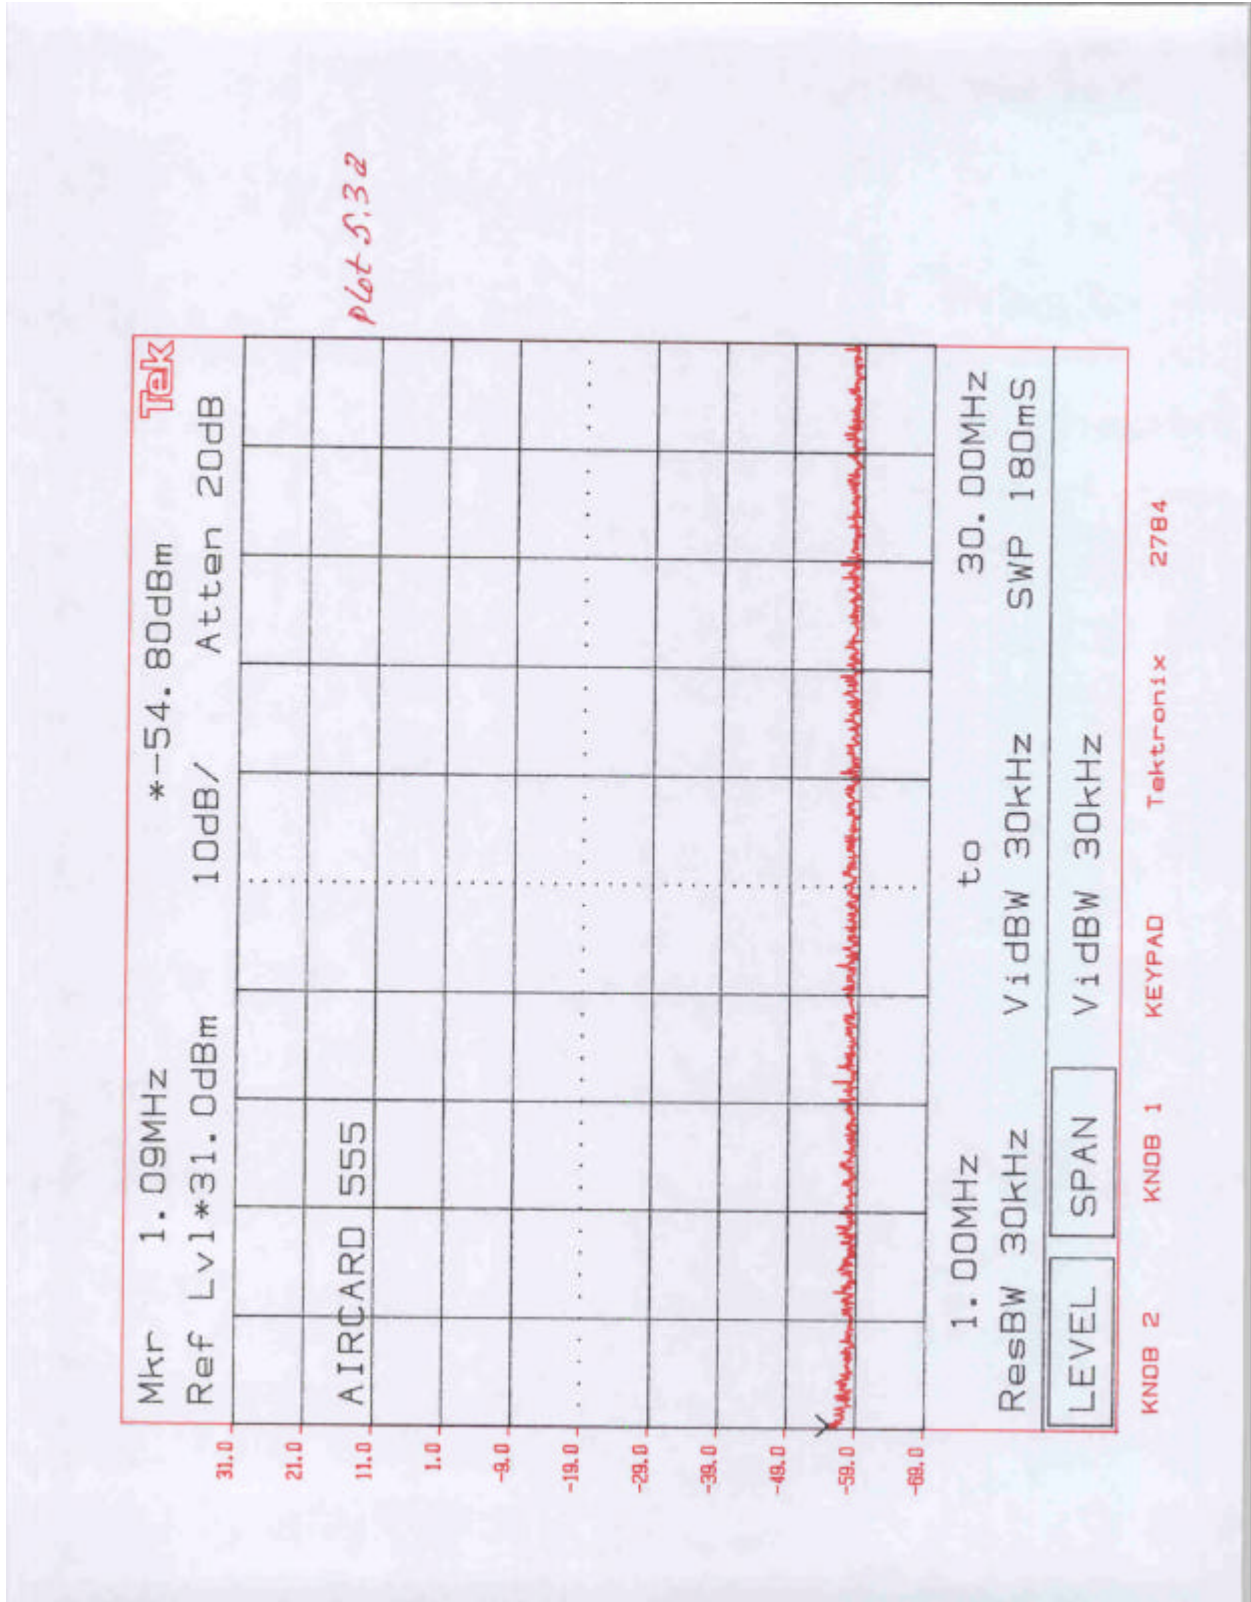 plot 5.3d
Mkr 1.09MHz *-54.80dBm Tek
Ref Lvl*31.0dBm 10dB/ Atten 20dB
31.0
21.0
AIRCARD 555
11.0
1.0
-9.0
-19.0
-29.0
-39.0
-49.0
-59.0
-69.0
1.00MHz to 30.00MHz
ResBW 30kHz VidBW 30kHz SWP 180mS
LEVEL SPAN VidBW 30kHz
KNOB 2 KNOB 1 KEYPAD Tektronix 2784